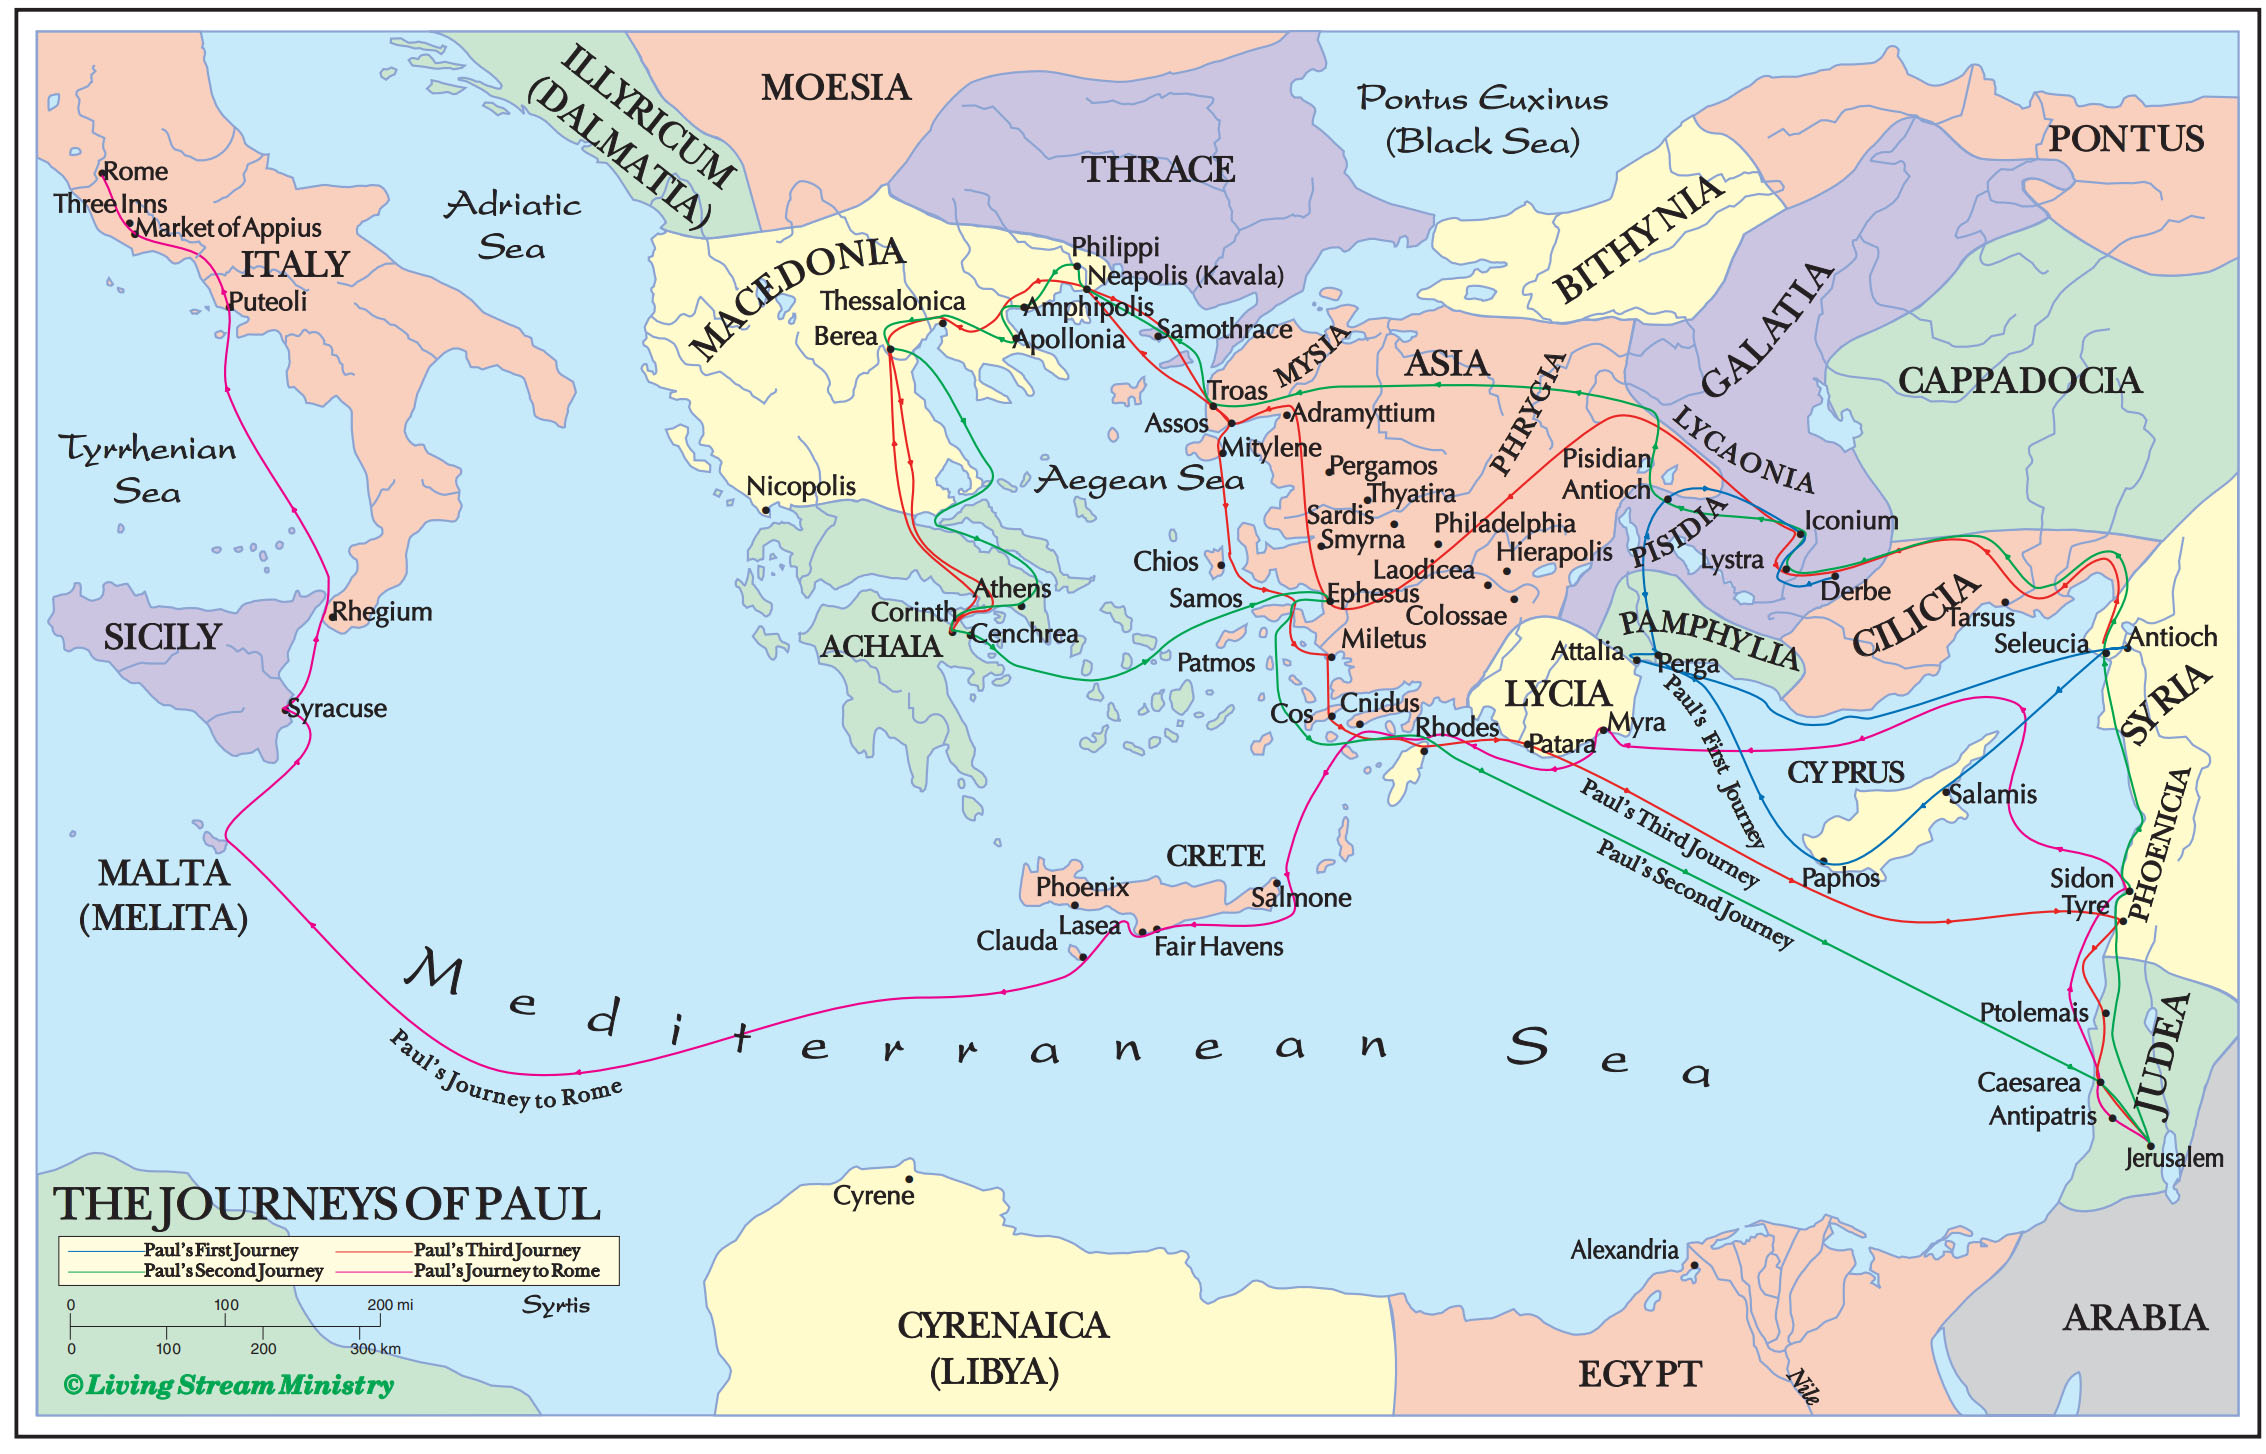 ILLYRICUM
(DALMATIA)
MOESIA
THRACE
Pontus Euxinus
(Black Sea)
PONTUS
BITHYNIA
GALATIA
CAPPADOCIA
Rome
Three Inns
Market of Appius
ITALY
Puteoli
Adriatic
Sea
MACEDONIA
Philippi
Neapolis (Kavala)
Thessalonica
Amphipolis
Berea
Apollonia
Samothrace
MYSIA
ASIA
PHRYGIA
LYCAONIA
Troas
Assos
Adramyttium
Mitylene
Pergamos
Thyatira
Sardis
Smyrna
Philadelphia
Hierapolis
Laodicea
Colossae
Ephesus
Pisidian
Antioch
PISIDIA
Iconium
Lystra
Derbe
Tyrrhenian
Sea
Nicopolis
Aegean Sea
Chios
Samos
Athens
Corinth
Cenchrea
ACHAIA
Miletus
Patmos
PAMPHYLIA
CILICIA
Tarsus
Seleucia
Antioch
SYRIA
Attalia
Perga
LYCIA
Cos
Cnidus
Rhodes
Patara
Myra
Rhegium
SICILY
Syracuse
MALTA
(MELITA)
CYPRUS
Salamis
Paphos
Paul's First Journey
Paul's Third Journey
Paul's Second Journey
PHOENICIA
Sidon
Tyre
CRETE
Phoenix
Salmone
Lasea
Clauda
Fair Havens
Mediterranean Sea
Paul's Journey to Rome
Ptolemais
JUDEA
Caesarea
Antipatris
Jerusalem
Cyrene
Alexandria
CYRENAICA
(LIBYA)
EGYPT
Nile
ARABIA
THE JOURNEYS OF PAUL
Paul's First Journey
Paul's Third Journey
Paul's Second Journey
Paul's Journey to Rome
0 100 200 mi
0 100 200 300 km
Syrtis
© Living Stream Ministry